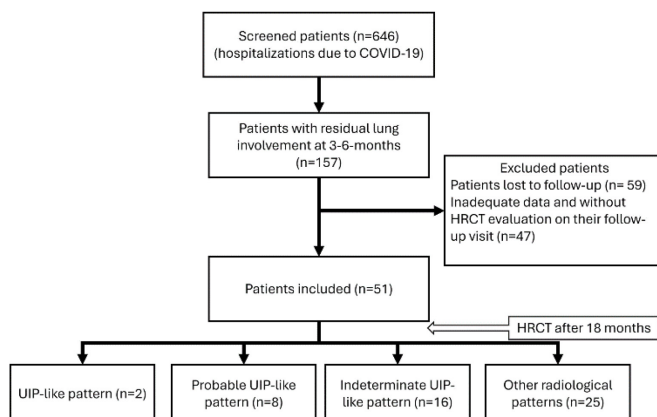 Screened patients (n=646)
(hospitalizations due to COVID-19)
Patients with residual lung
involvement at 3-6-months
(n=157)
Excluded patients
Patients lost to follow-up (n= 59)
Inadequate data and without
HRCT evaluation on their follow-
up visit (n=47)
Patients included (n=51)
HRCT after 18 months
UIP-like pattern (n=2)
Probable UIP-like
pattern (n=8)
Indeterminate UIP-
like pattern (n=16)
Other radiological
patterns (n=25)